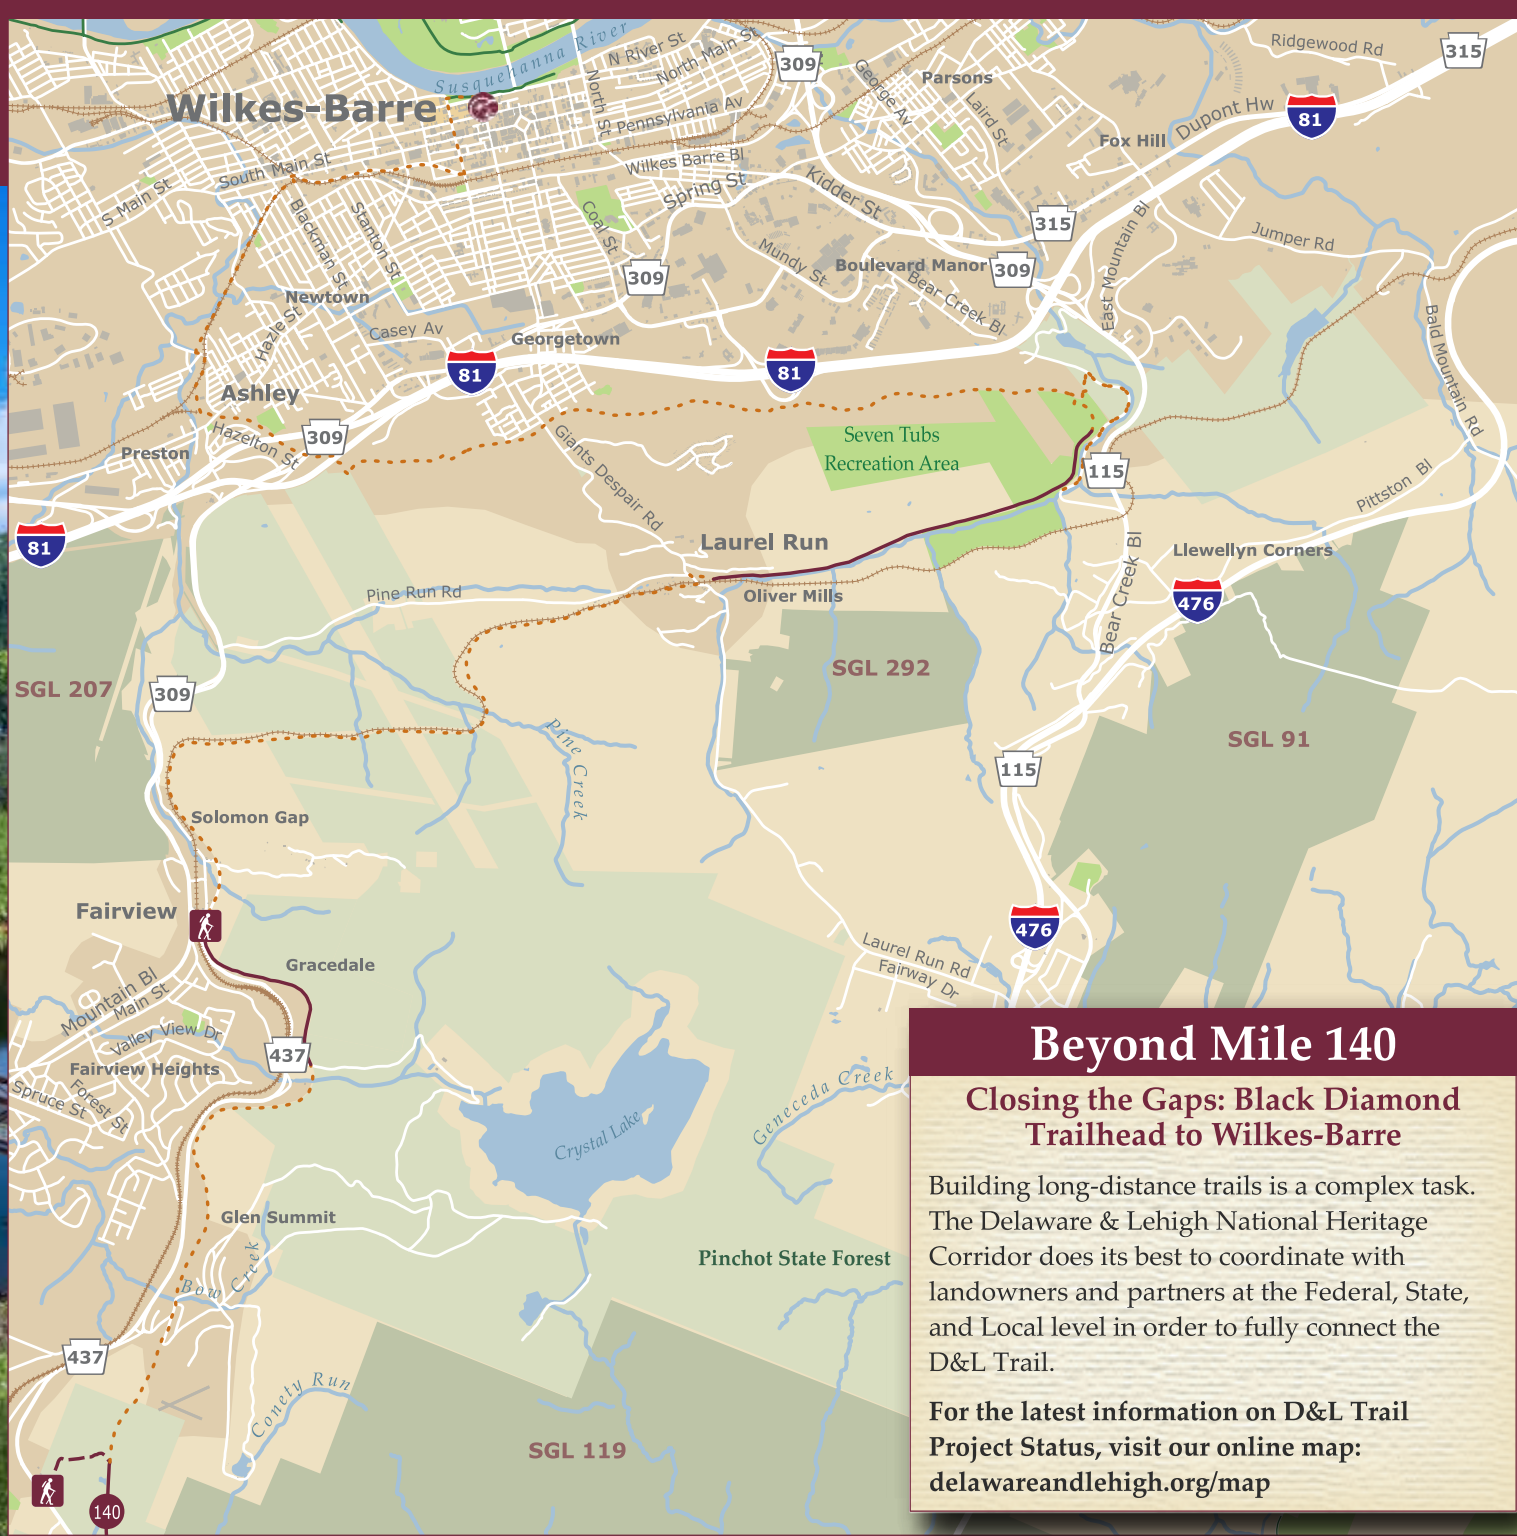 Susquehanna River
N River St
North Main St
309
George Av
Parsons
Ridgewood Rd
315
Wilkes-Barre
North St
Pennsylvania Av
Laird St
Dupont Hw
81
Fox Hill
South Main St
Wilkes Barre Bl
Spring St
Kidder St
S Main St
Blackman St
Stanton St
Coal St
315
East Mountain Bl
Jumper Rd
Mundy St
Boulevard Manor
309
309
Bear Creek Bl
Newtown
Hazle St
Casey Av
Georgetown
Bald Mountain Rd
81
81
Ashley
309
Hazelton St
Preston
Giants Despair Rd
Seven Tubs
Recreation Area
115
Pittston Bl
81
Laurel Run
Bear Creek Bl
Llewellyn Corners
Pine Run Rd
Oliver Mills
476
SGL 207
309
SGL 292
Pine Creek
SGL 91
115
Solomon Gap
Fairview
476
Laurel Run Rd
Fairway Dr
Gracedale
Mountain Bl
Main St
Valley View Dr
437
Fairview Heights
Spruce St
Forest St
Geneceda Creek
Crystal Lake
Glen Summit
Bow Creek
Pinchot State Forest
437
Conety Run
SGL 119
140
Beyond Mile 140
Closing the Gaps: Black Diamond
Trailhead to Wilkes-Barre
Building long-distance trails is a complex task.
The Delaware & Lehigh National Heritage
Corridor does its best to coordinate with
landowners and partners at the Federal, State,
and Local level in order to fully connect the
D&L Trail.
For the latest information on D&L Trail
Project Status, visit our online map:
delawareandlehigh.org/map